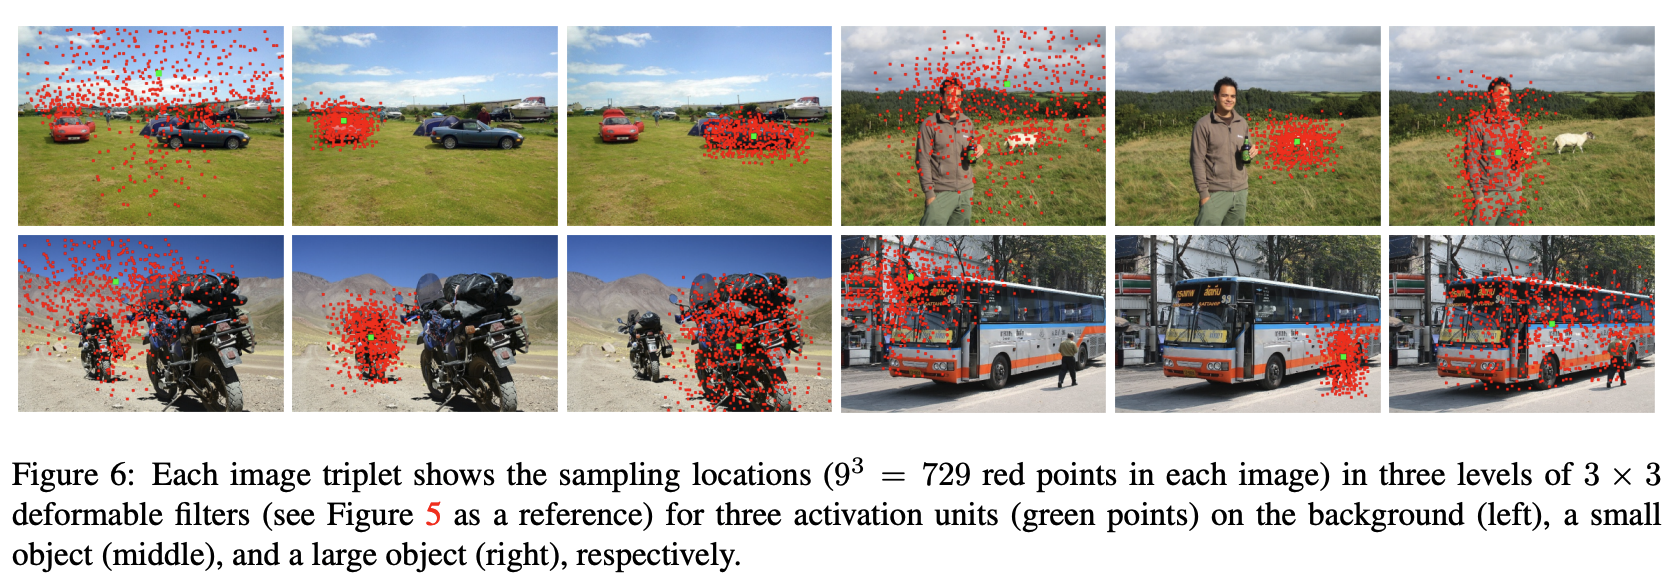 Figure 6: Each image triplet shows the sampling locations (9³ = 729 red points in each image) in three levels of 3 × 3
deformable filters (see Figure 5 as a reference) for three activation units (green points) on the background (left), a small
object (middle), and a large object (right), respectively.